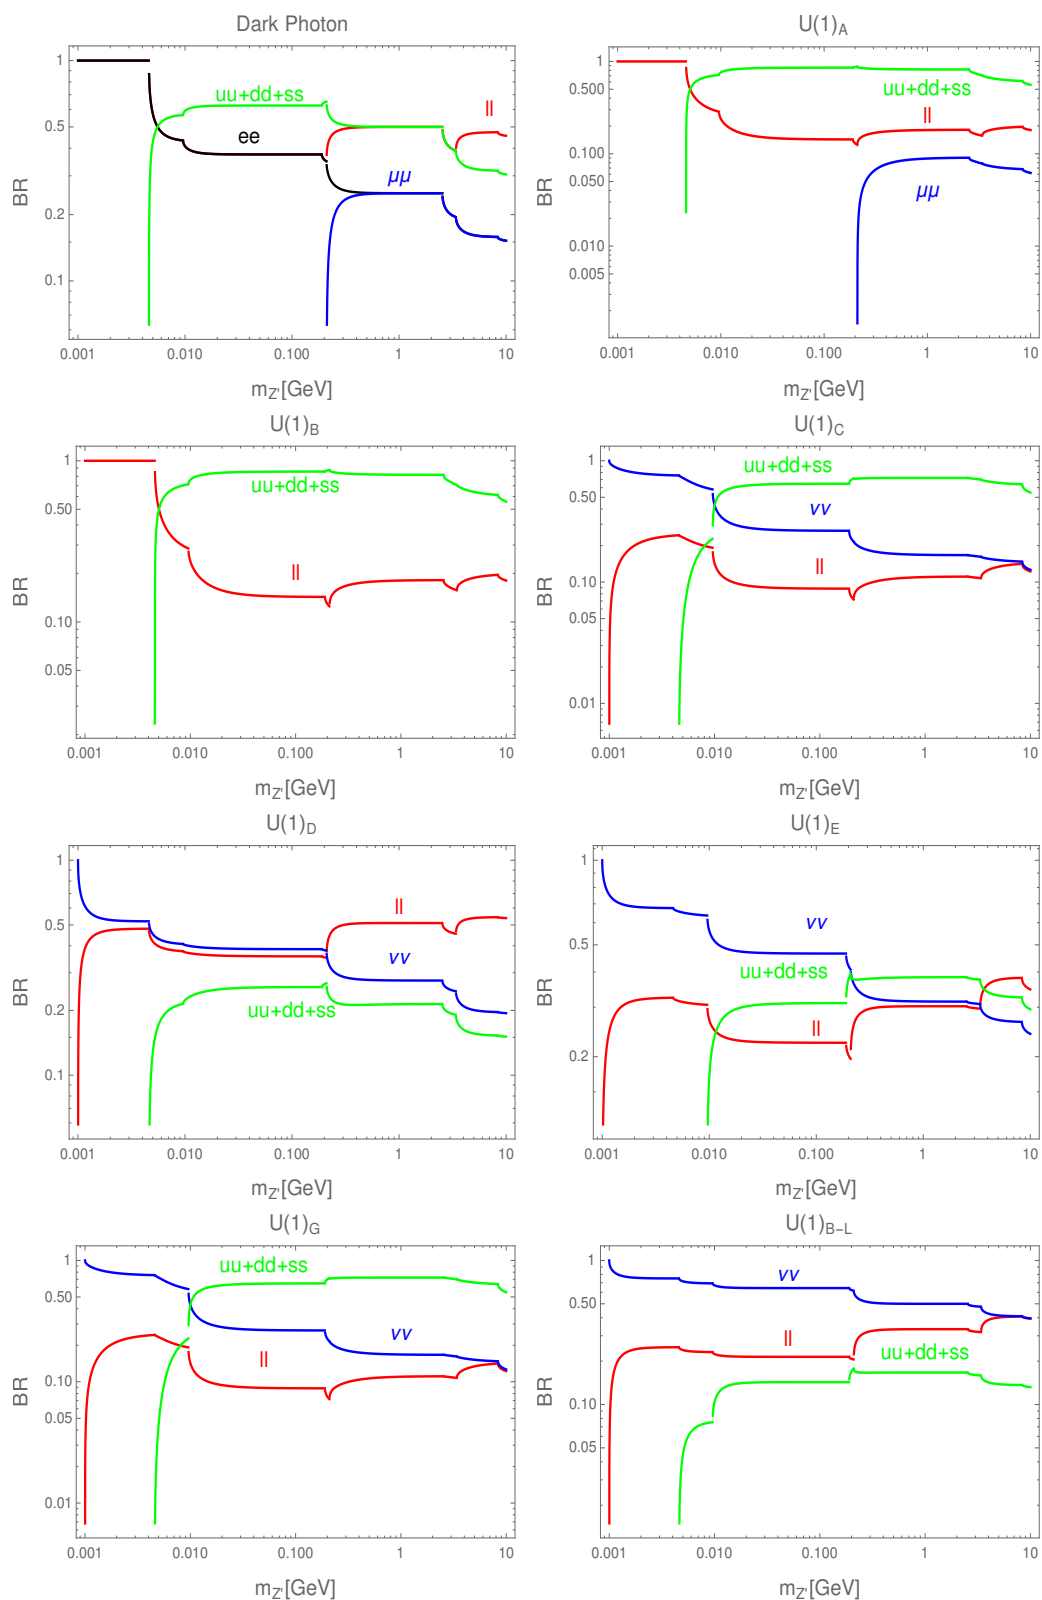 Dark Photon
1
0.5
0.2
0.1
BR
uu+dd+ss
ee
ll
μμ
0.001 0.010 0.100 1 10
mZ'[GeV]
U(1)A
1
0.500
0.100
0.050
0.010
0.005
BR
uu+dd+ss
ll
μμ
0.001 0.010 0.100 1 10
mZ'[GeV]
U(1)B
1
0.50
0.10
0.05
BR
uu+dd+ss
ll
0.001 0.010 0.100 1 10
mZ'[GeV]
U(1)C
1
0.50
0.10
0.05
0.01
BR
uu+dd+ss
νν
ll
0.001 0.010 0.100 1 10
mZ'[GeV]
U(1)D
1
0.5
0.2
0.1
BR
ll
νν
uu+dd+ss
0.001 0.010 0.100 1 10
mZ'[GeV]
U(1)E
1
0.5
0.2
BR
νν
uu+dd+ss
ll
0.001 0.010 0.100 1 10
mZ'[GeV]
U(1)G
1
0.50
0.10
0.05
0.01
BR
uu+dd+ss
νν
ll
0.001 0.010 0.100 1 10
mZ'[GeV]
U(1)B−L
1
0.50
0.10
0.05
BR
νν
ll
uu+dd+ss
0.001 0.010 0.100 1 10
mZ'[GeV]